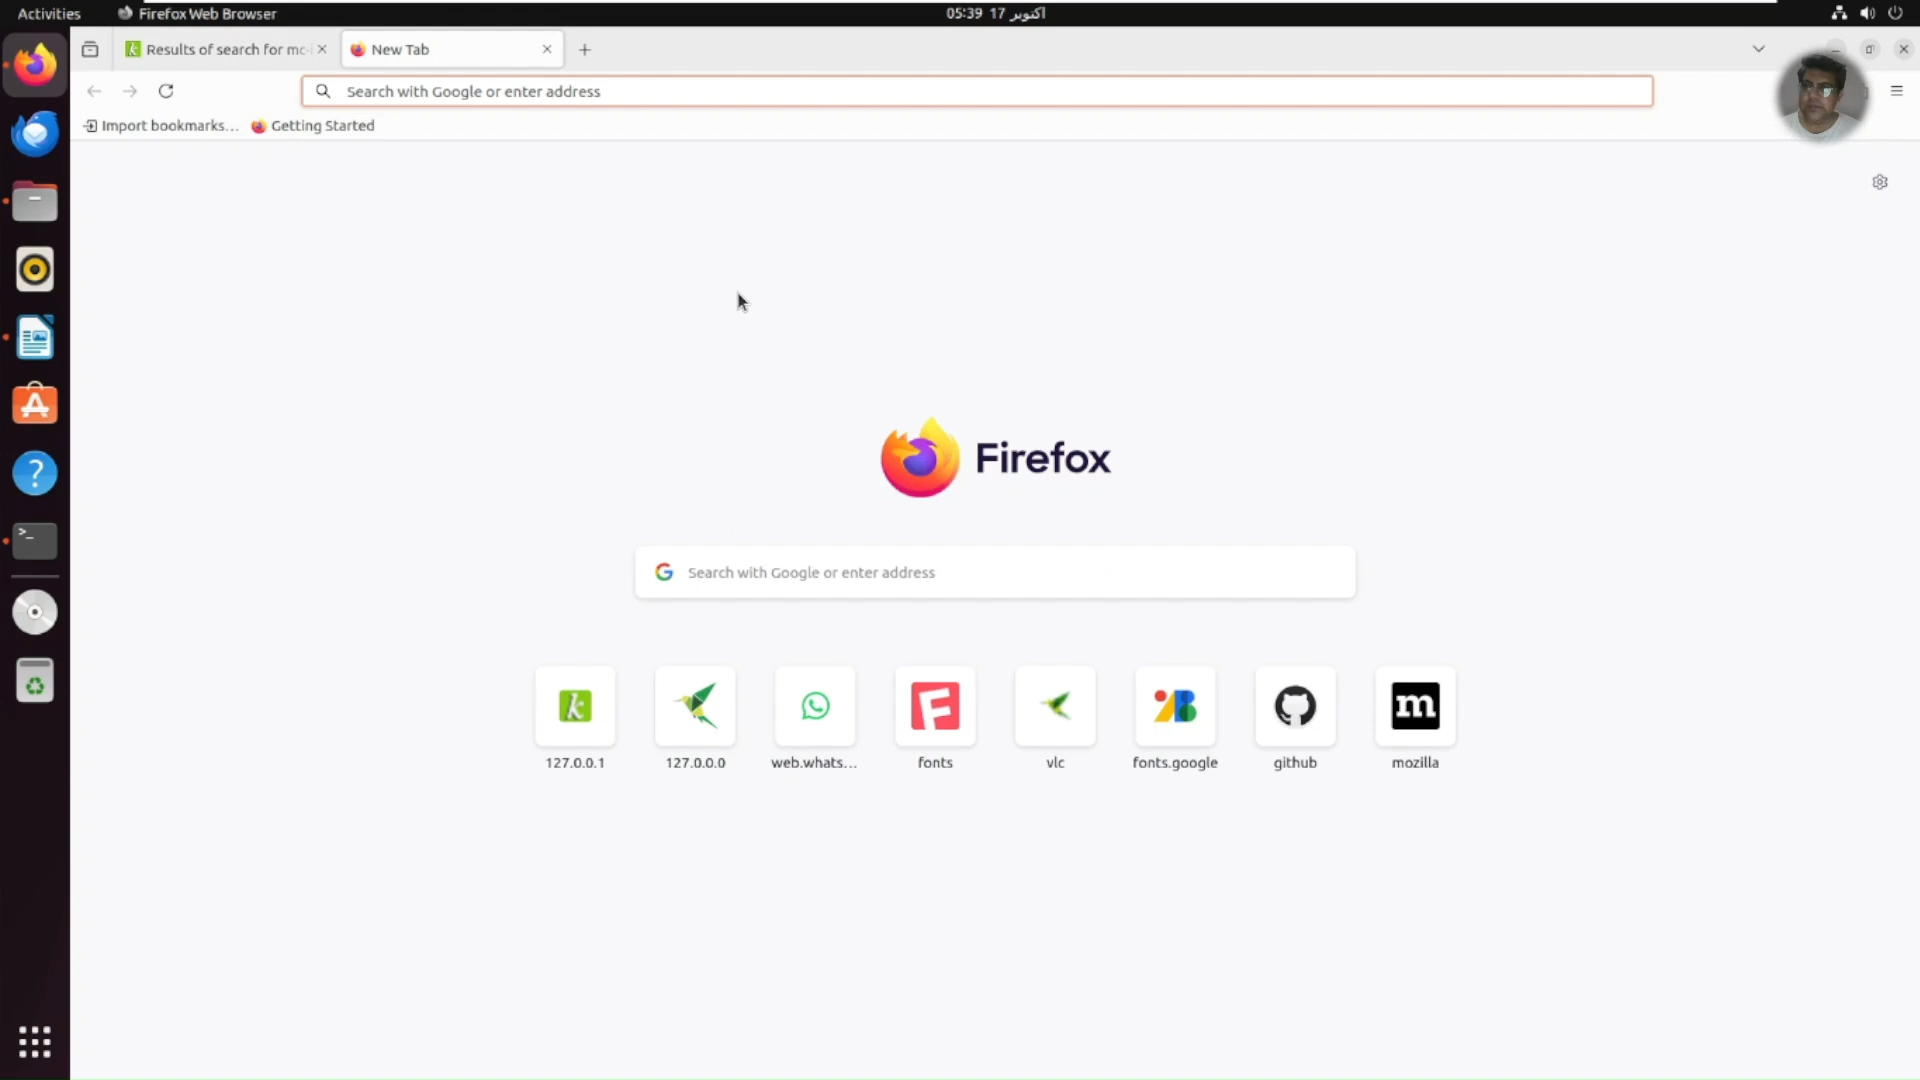 Activities
Firefox Web Browser
05:39 17 اکتوبر
Results of search for mc-i
New Tab
Search with Google or enter address
Import bookmarks...
Getting Started
Firefox
Search with Google or enter address
127.0.0.1
127.0.0.0
web.whats...
fonts
vlc
fonts.google
github
mozilla